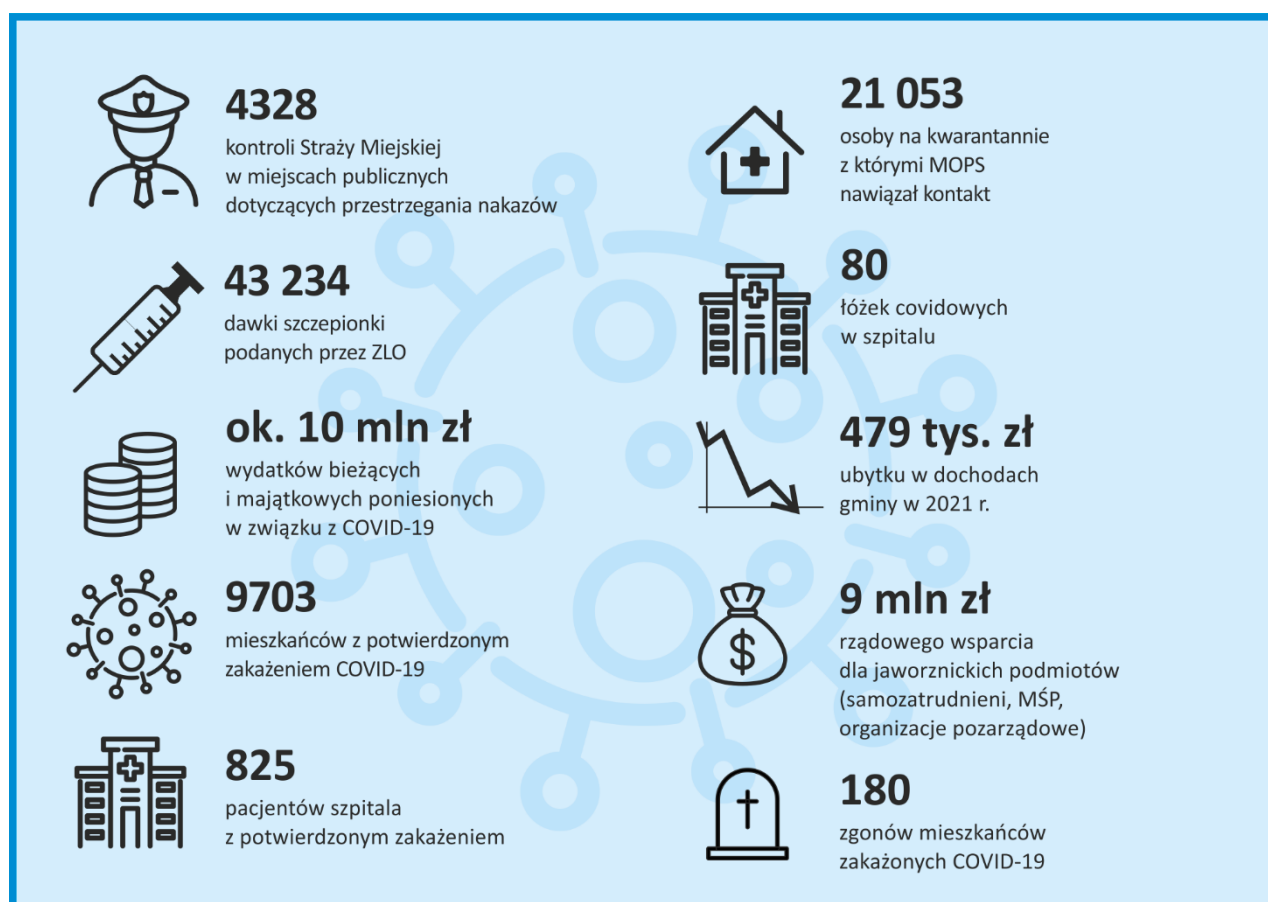 4328
kontroli Straży Miejskiej
w miejscach publicznych
dotyczących przestrzegania nakazów
43 234
dawki szczepionki
podanych przez ZLO
ok. 10 mln zł
wydatków bieżących
i majątkowych poniesionych
w związku z COVID-19
9703
mieszkańców z potwierdzonym
zakażeniem COVID-19
825
pacjentów szpitala
z potwierdzonym zakażeniem
21 053
osoby na kwarantannie
z którymi MOPS
nawiązał kontakt
80
łóżek covidowych
w szpitalu
479 tys. zł
ubytku w dochodach
gminy w 2021 r.
$
9 mln zł
rządowego wsparcia
dla jaworznickich podmiotów
(samozatrudnieni, MŚP,
organizacje pozarządowe)
180
zgonów mieszkańców
zakażonych COVID-19